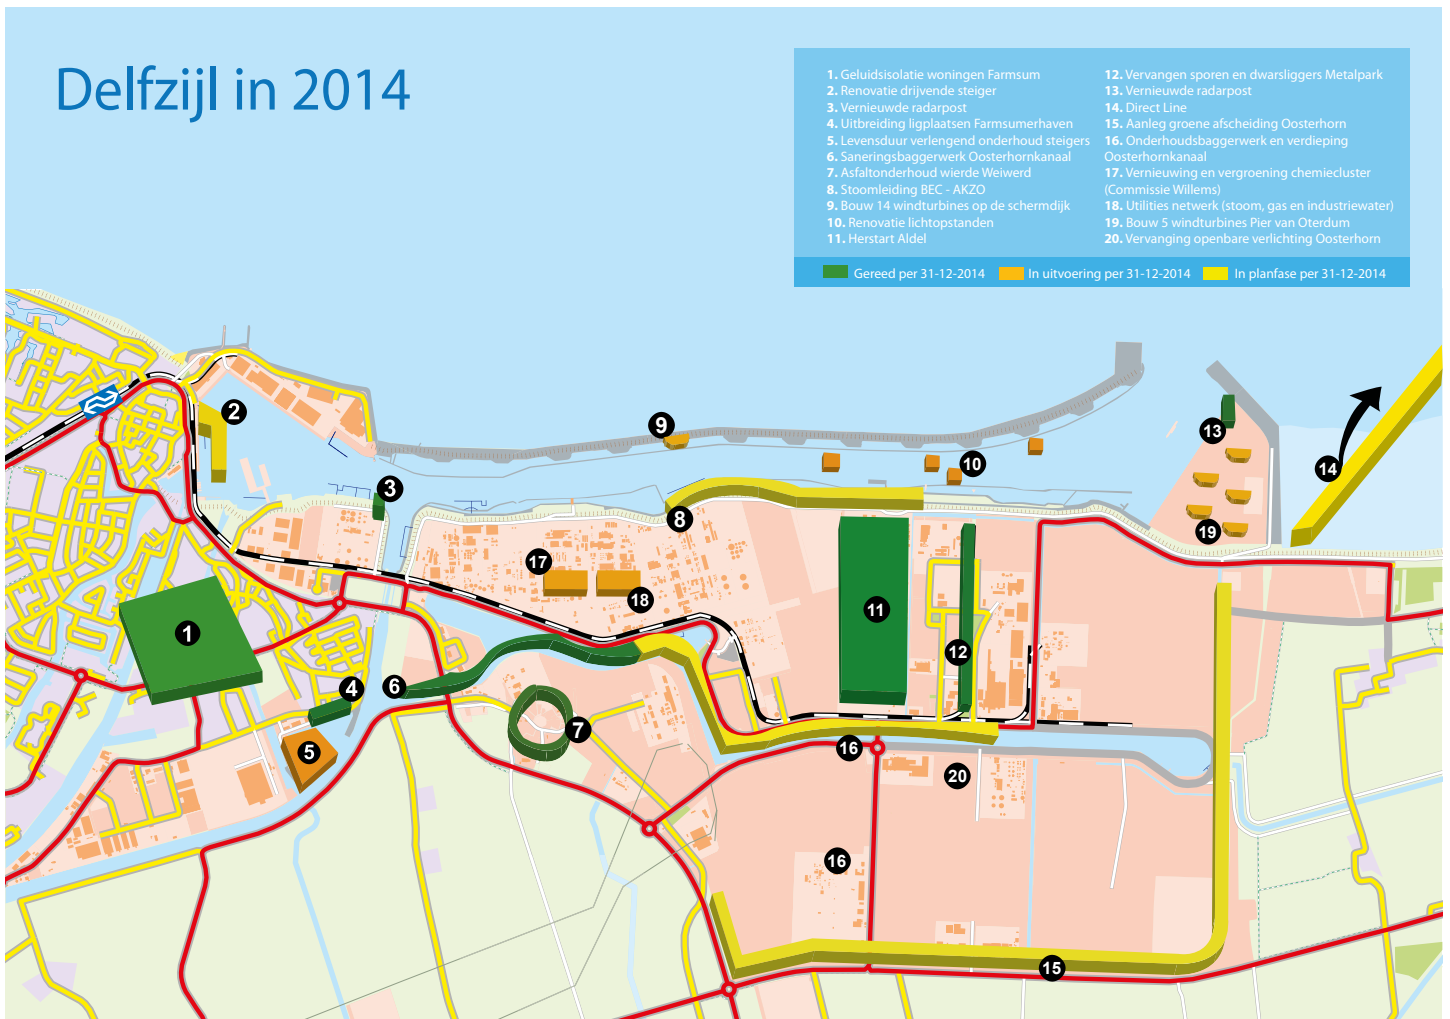 Delfzijl in 2014
1. Geluidsisolatie woningen Farmsum
2. Renovatie drijvende steiger
3. Vernieuwde radarpost
4. Uitbreiding ligplaatsen Farmsumerhaven
5. Levensduur verlengend onderhoud steigers
6. Saneringsbaggerwerk Oosterhornkanaal
7. Asfaltonderhoud wierde Weiwerd
8. Stoomleiding BEC - AKZO
9. Bouw 14 windturbines op de schermdijk
10. Renovatie lichtopstanden
11. Herstart Aldel
12. Vervangen sporen en dwarsliggers Metalpark
13. Vernieuwde radarpost
14. Direct Line
15. Aanleg groene afscheiding Oosterhorn
16. Onderhoudsbaggerwerk en verdieping
Oosterhornkanaal
17. Vernieuwing en vergroening chemiecluster
(Commissie Willems)
18. Utilities netwerk (stoom, gas en industriewater)
19. Bouw 5 windturbines Pier van Oterdum
20. Vervanging openbare verlichting Oosterhorn
Gereed per 31-12-2014
In uitvoering per 31-12-2014
In planfase per 31-12-2014
2
9
13
10
14
3
8
19
17
18
11
1
12
6
4
7
5
16
20
16
15